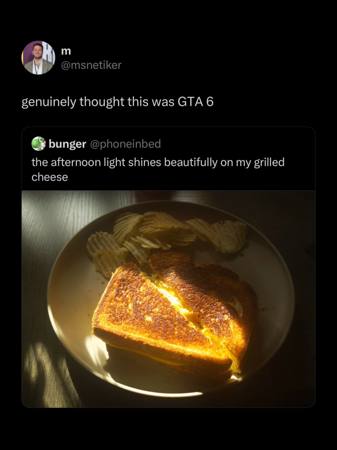 m
@msnetiker
genuinely thought this was GTA 6
bunger @phoneinbed
the afternoon light shines beautifully on my grilled
cheese